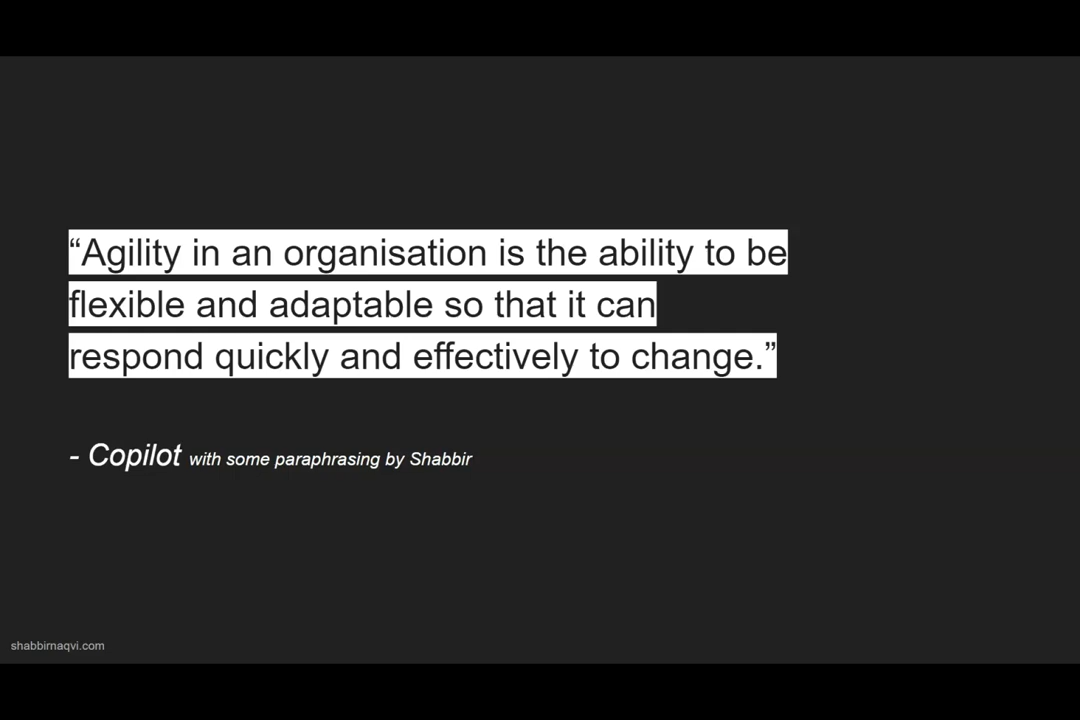 “Agility in an organisation is the ability to be
flexible and adaptable so that it can
respond quickly and effectively to change.”
- Copilot with some paraphrasing by Shabbir
shabbirnaqvi.com